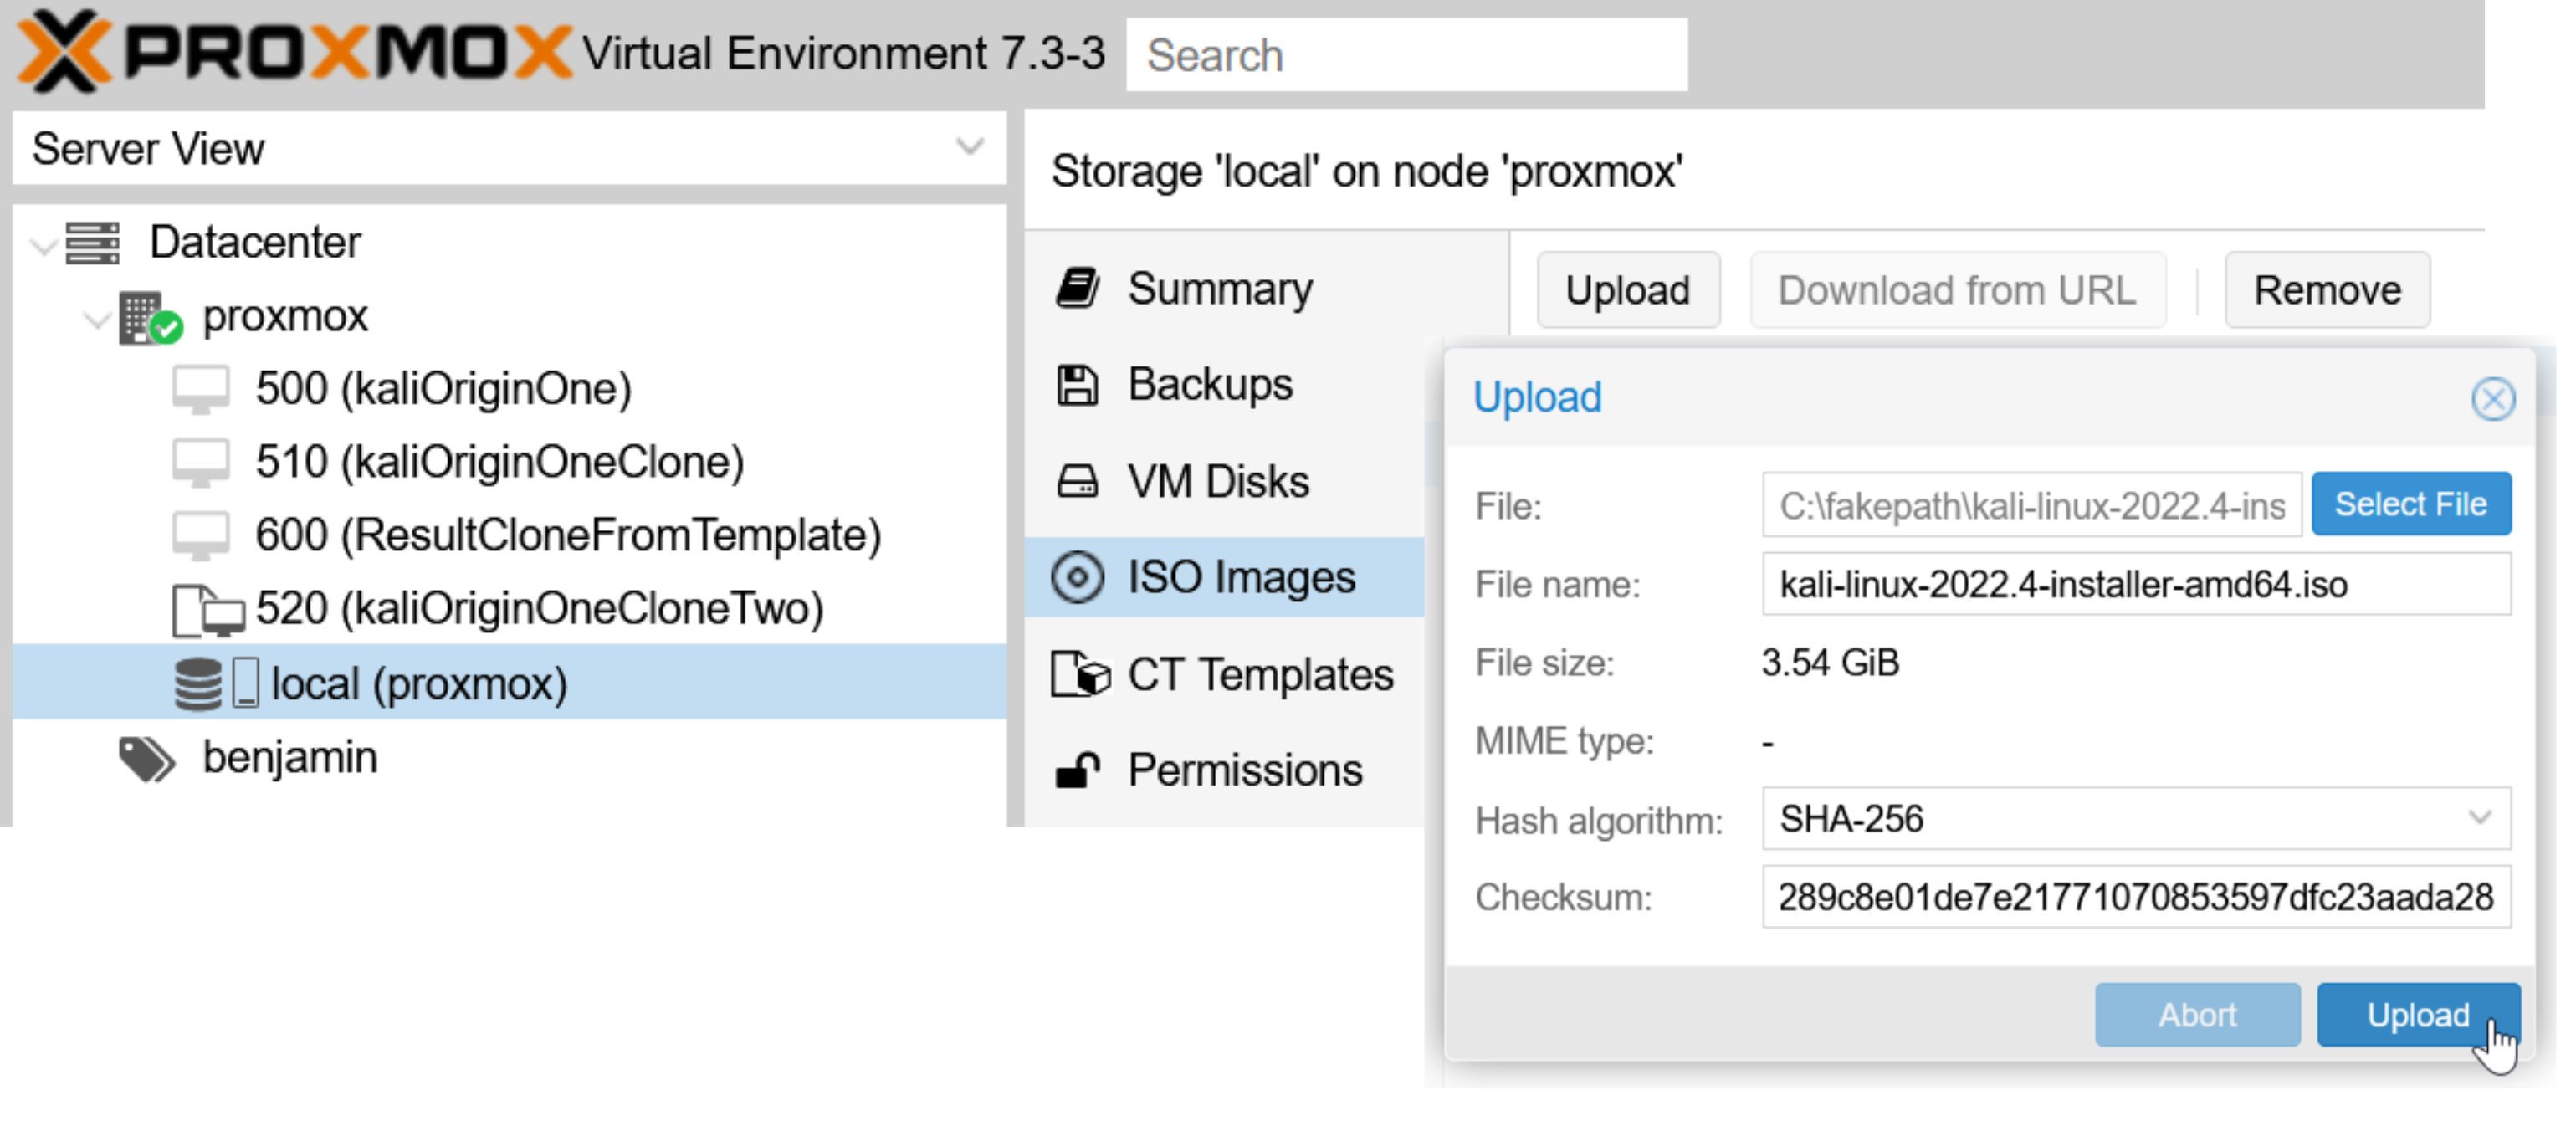 PROXMOX Virtual Environment 7.3-3 Search
Server View
Datacenter
proxmox
500 (kaliOriginOne)
510 (kaliOriginOneClone)
600 (ResultCloneFromTemplate)
520 (kaliOriginOneCloneTwo)
local (proxmox)
benjamin
Storage 'local' on node 'proxmox'
Summary
Backups
VM Disks
ISO Images
CT Templates
Permissions
Upload Download from URL Remove
Upload
File: C:\fakepath\kali-linux-2022.4-ins Select File
File name: kali-linux-2022.4-installer-amd64.iso
File size: 3.54 GiB
MIME type: -
Hash algorithm: SHA-256
Checksum: 289c8e01de7e21771070853597dfc23aada28
Abort Upload